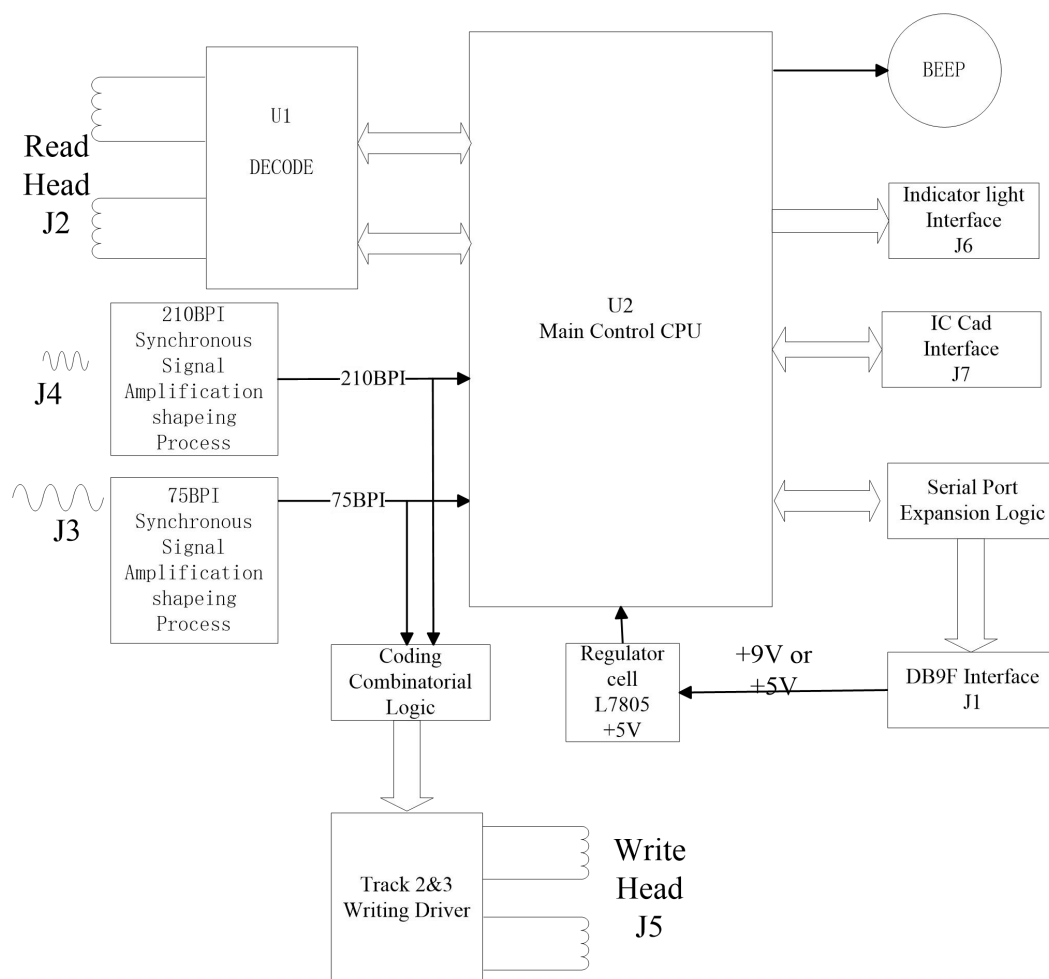 U1
DECODE
Read
Head
J2
U2
Main Control CPU
BEEP
Indicator light
Interface
J6
IC Cad
Interface
J7
210BPI
Synchronous
Signal
Amplification
shapeing
Process
J4
210BPI
75BPI
Synchronous
Signal
Amplification
shapeing
Process
J3
75BPI
Serial Port
Expansion Logic
Coding
Combinatorial
Logic
Regulator
cell
L7805
+5V
+9V or
+5V
DB9F Interface
J1
Track 2&3
Writing Driver
Write
Head
J5